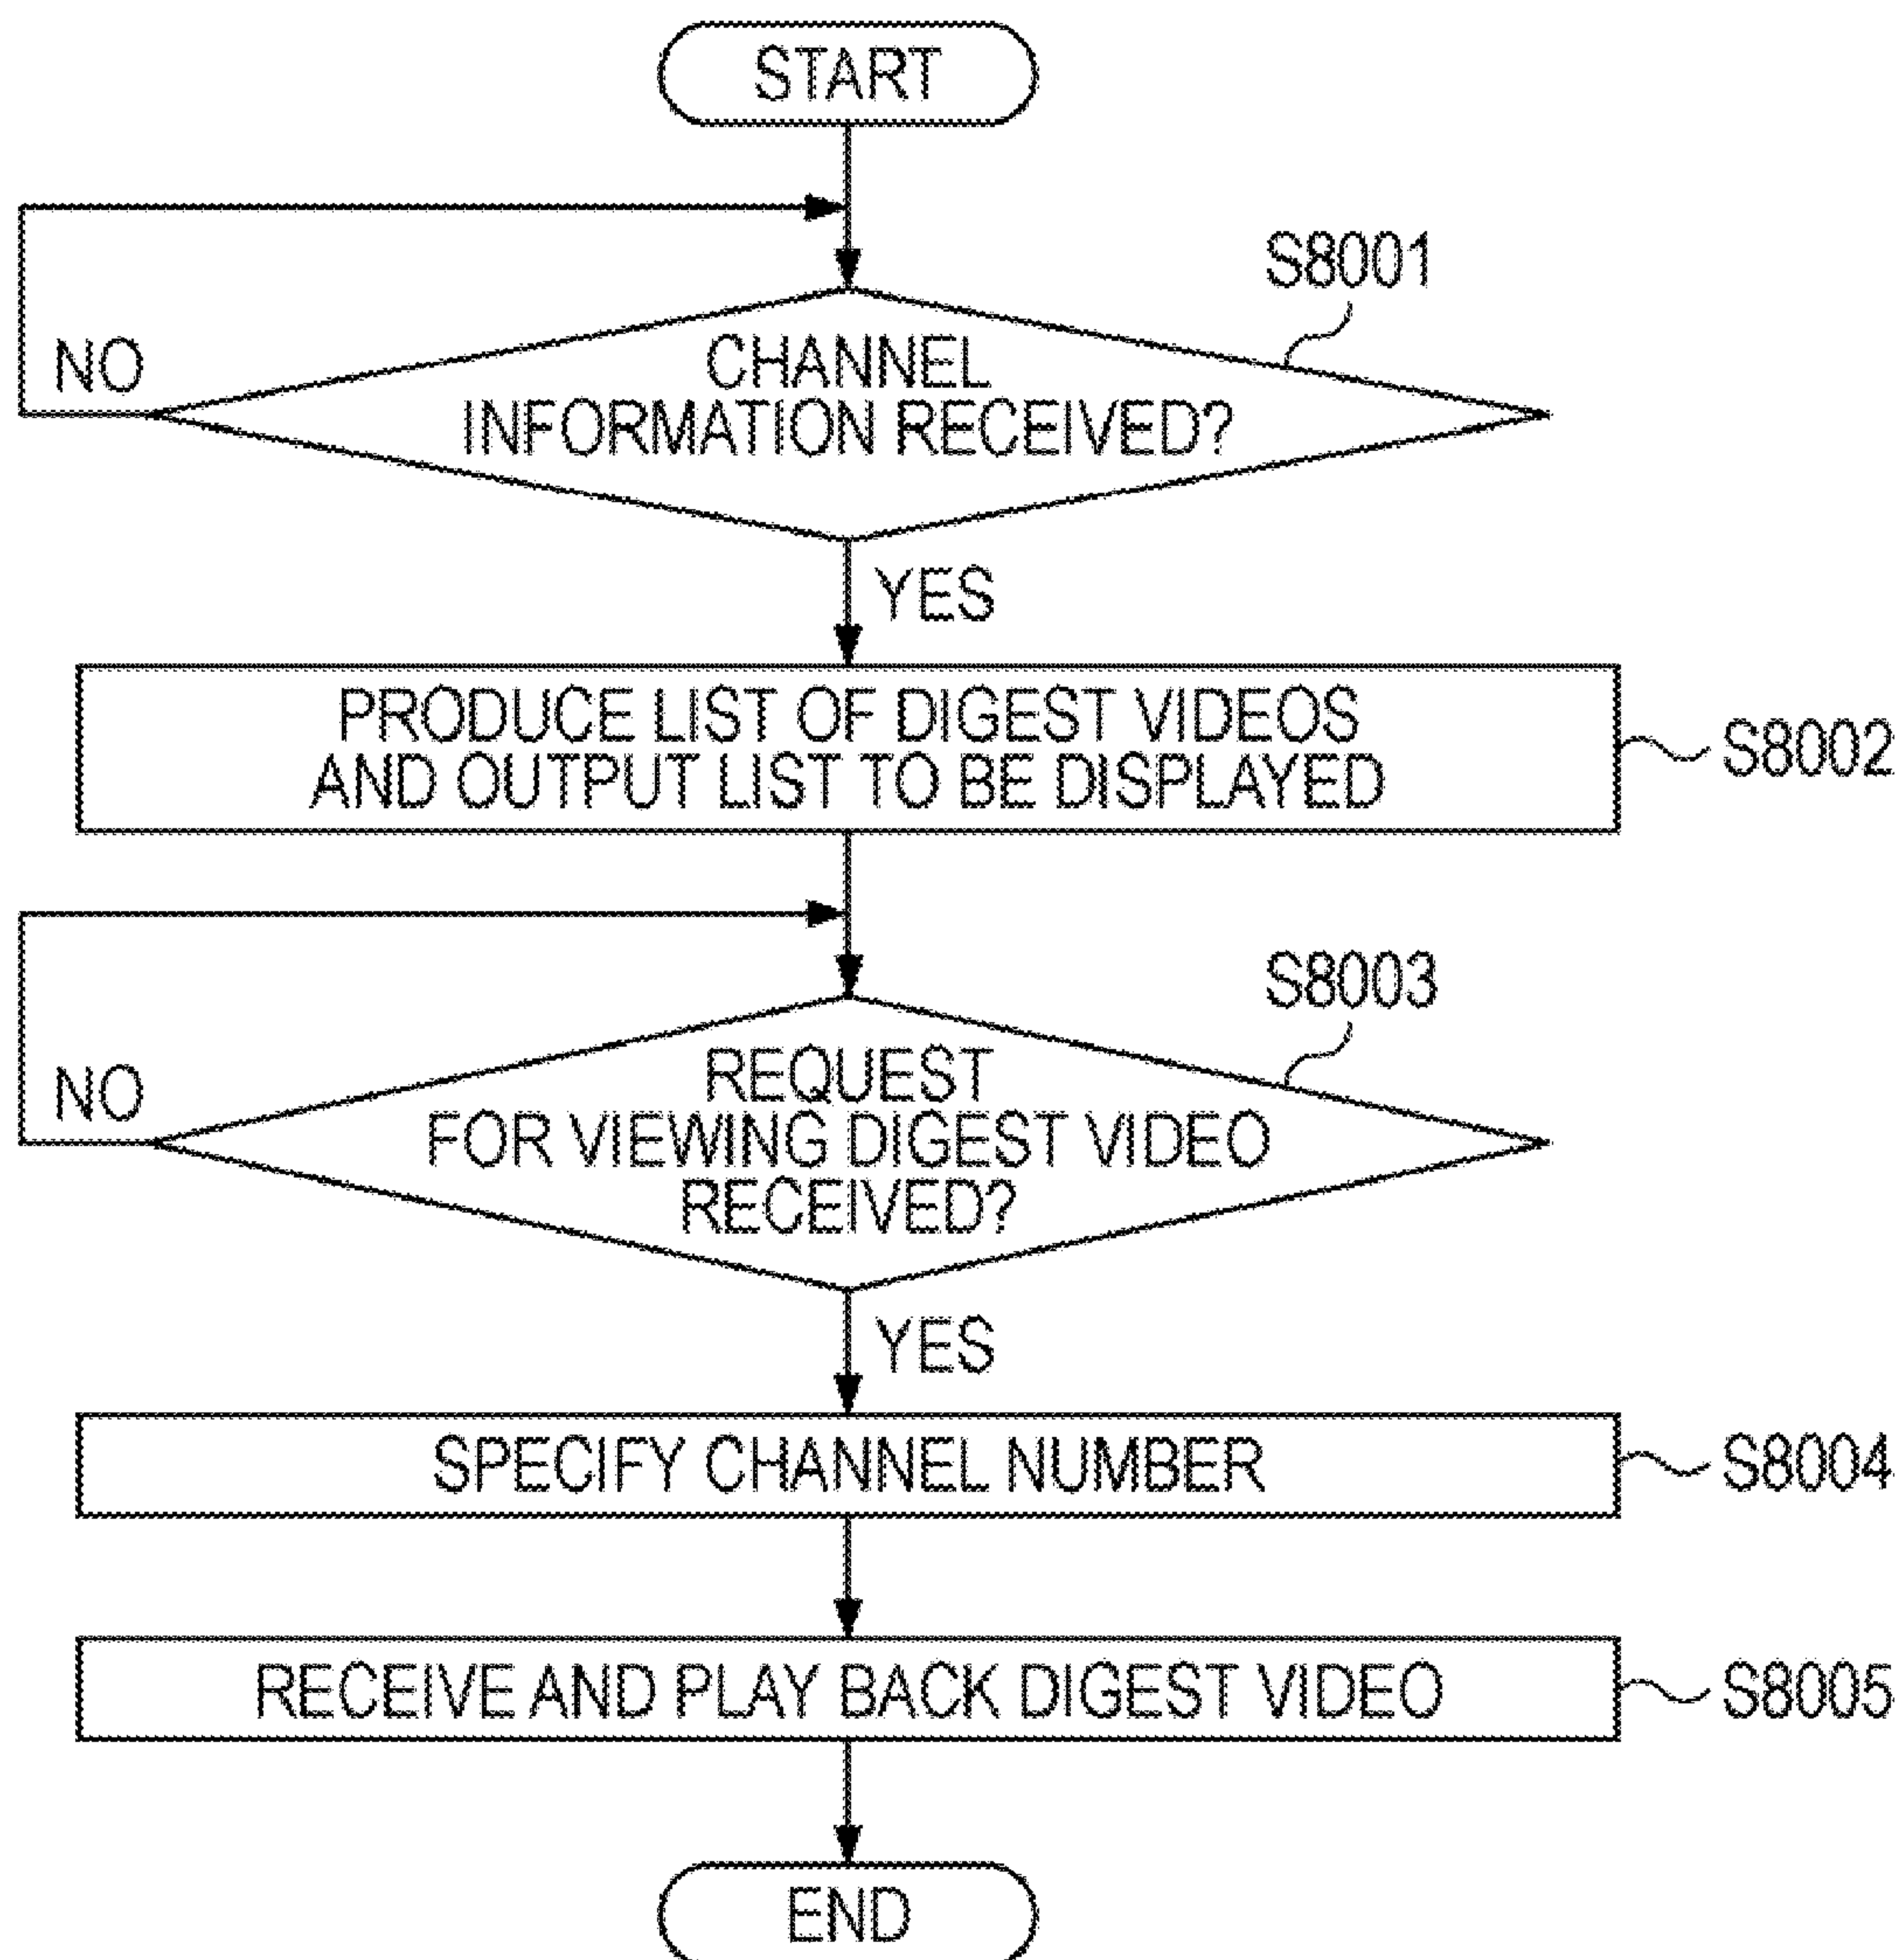 START
S8001
NO
CHANNEL
INFORMATION RECEIVED?
YES
PRODUCE LIST OF DIGEST VIDEOS
AND OUTPUT LIST TO BE DISPLAYED
S8002
S8003
NO
REQUEST
FOR VIEWING DIGEST VIDEO
RECEIVED?
YES
SPECIFY CHANNEL NUMBER
S8004
RECEIVE AND PLAY BACK DIGEST VIDEO
S8005
END